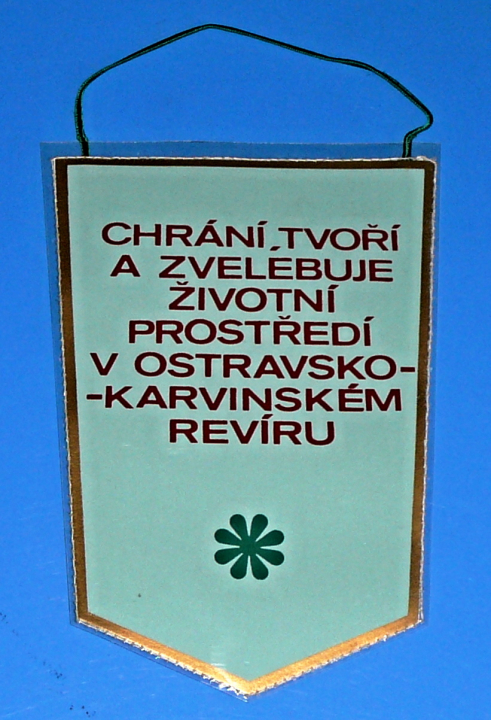 CHRÁNÍ, TVOŘÍ
A ZVELEBUJE
ŽIVOTNÍ
PROSTŘEDÍ
V OSTRAVSKO-
-KARVINSKÉM
REVÍRU